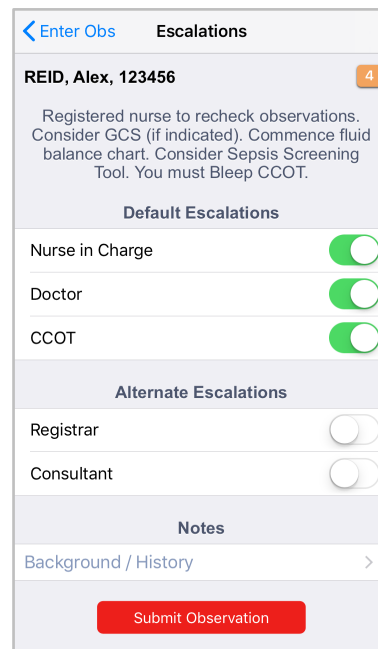 Enter Obs Escalations
REID, Alex, 123456 4
Registered nurse to recheck observations.
Consider GCS (if indicated). Commence fluid
balance chart. Consider Sepsis Screening
Tool. You must Bleep CCOT.
Default Escalations
Nurse in Charge
Doctor
CCOT
Alternate Escalations
Registrar
Consultant
Notes
Background / History
Submit Observation